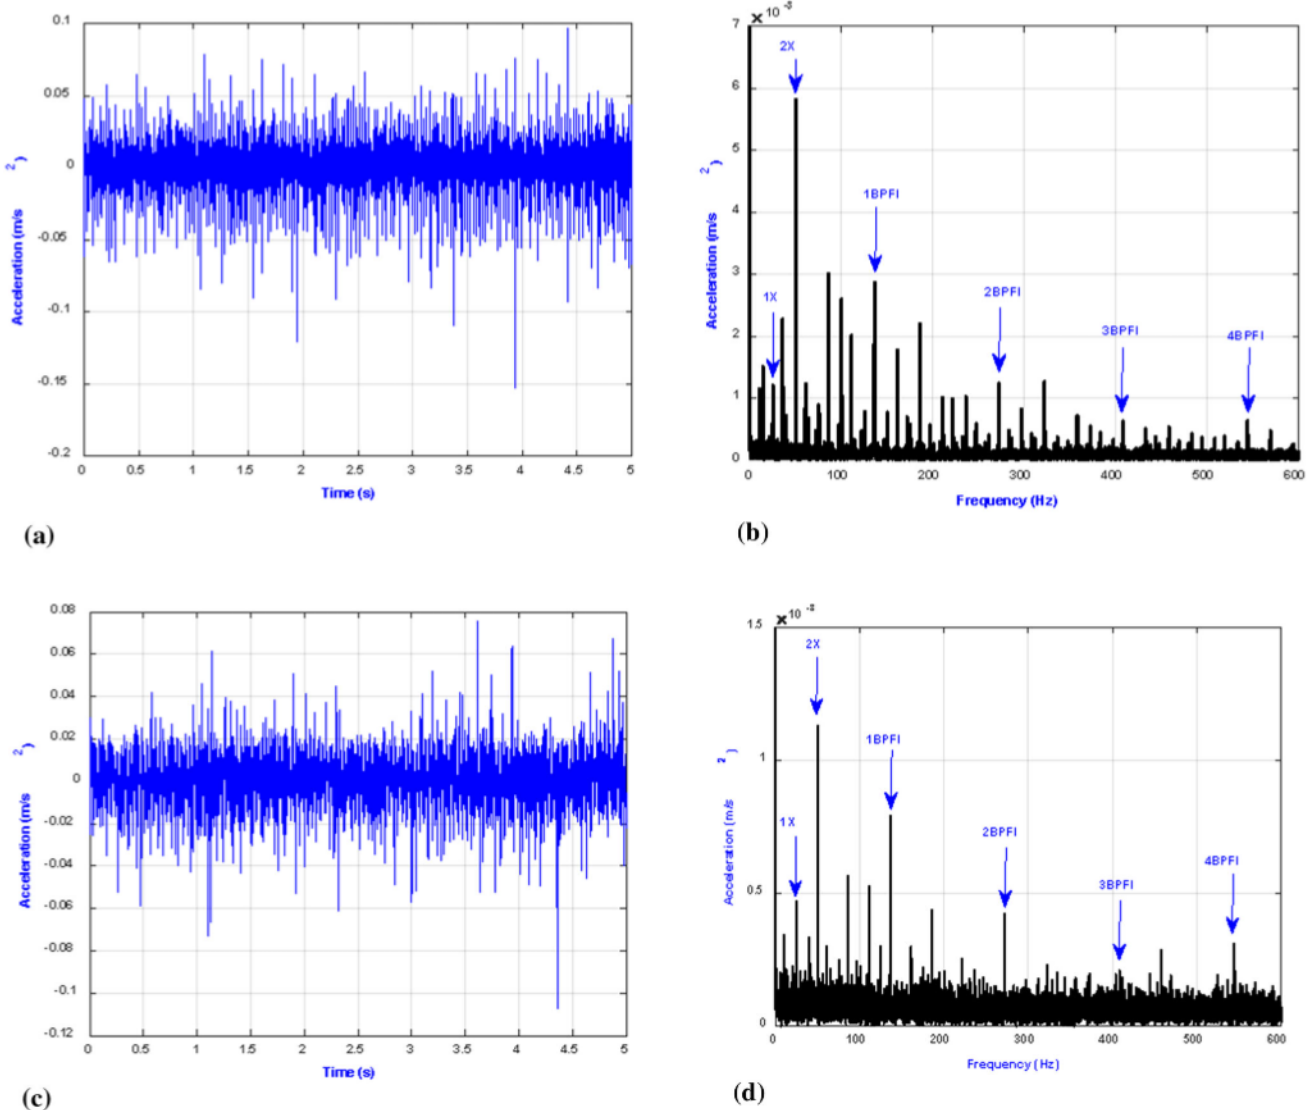 0.1
0.05
0
-0.05
-0.1
-0.15
-0.2
Acceleration (m/s 2 )
0 0.5 1 1.5 2 2.5 3 3.5 4 4.5 5
Time (s)
(a)
× 10 -3
7
6
5
4
3
2
1
0
Acceleration (m/s 2 )
2X
1BPFI
1X
2BPFI
3BPFI
4BPFI
0 100 200 300 400 500 600
Frequency (Hz)
(b)
0.08
0.06
0.04
0.02
0
-0.02
-0.04
-0.06
-0.08
-0.1
-0.12
Acceleration (m/s 2 )
0 0.5 1 1.5 2 2.5 3 3.5 4 4.5 5
Time (s)
(c)
× 10
1.5
1
0.5
0
Acceleration (m/s 2 )
2X
1BPFI
1X
2BPFI
3BPFI
4BPFI
0 100 200 300 400 500 600
Frequency (Hz)
(d)